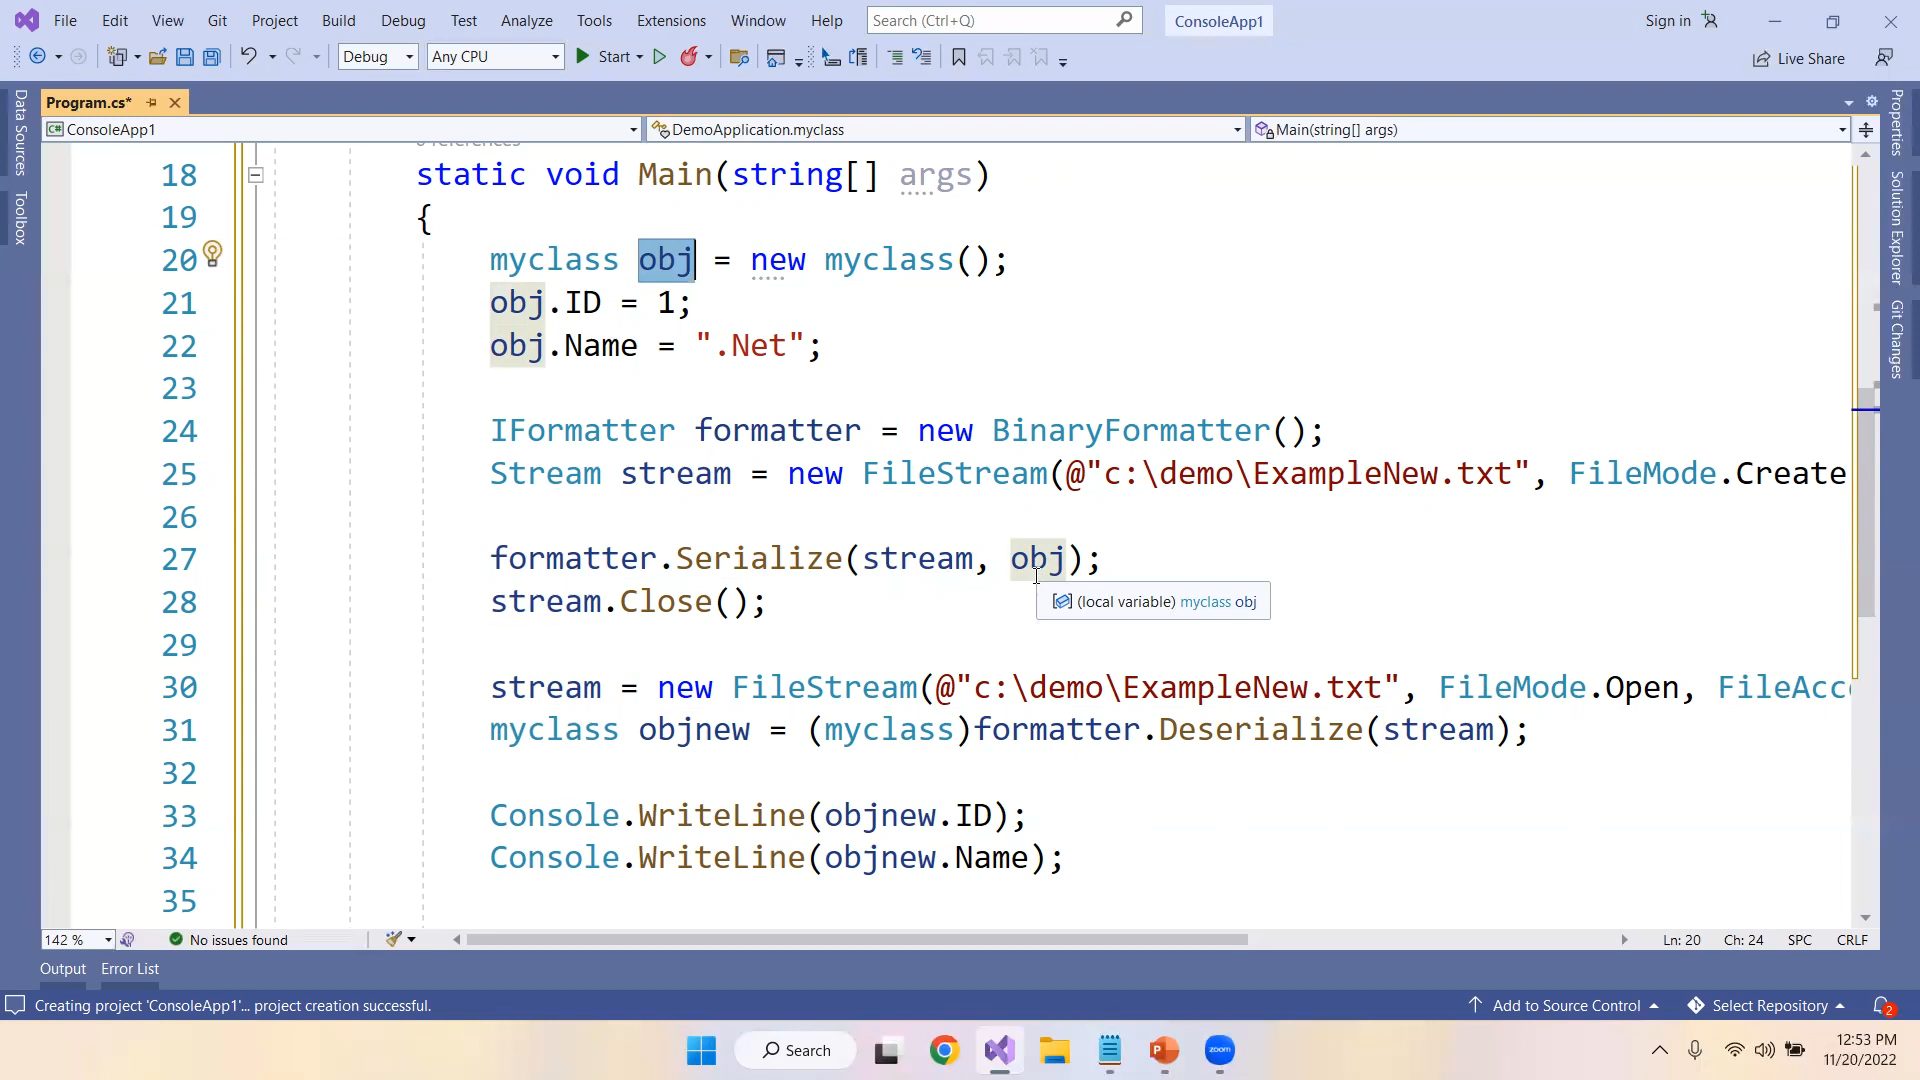 File Edit View Git Project Build Debug Test Analyze Tools Extensions Window Help Search (Ctrl+Q) ConsoleApp1 Sign in
Debug Any CPU Start Live Share
Data Sources
Toolbox
Program.cs*
ConsoleApp1 DemoApplication.myclass Main(string[] args)
18 static void Main(string[] args)
19 {
20 myclass obj = new myclass();
21 obj.ID = 1;
22 obj.Name = ".Net";
23
24 IFormatter formatter = new BinaryFormatter();
25 Stream stream = new FileStream(@"c:\demo\ExampleNew.txt", FileMode.Create
26
27 formatter.Serialize(stream, obj);
(local variable) myclass obj
28 stream.Close();
29
30 stream = new FileStream(@"c:\demo\ExampleNew.txt", FileMode.Open, FileAcc
31 myclass objnew = (myclass)formatter.Deserialize(stream);
32
33 Console.WriteLine(objnew.ID);
34 Console.WriteLine(objnew.Name);
35
Properties
Solution Explorer
Git Changes
142 % No issues found Ln: 20 Ch: 24 SPC CRLF
Output Error List
Creating project 'ConsoleApp1'... project creation successful. Add to Source Control Select Repository 2
Search zoom 12:53 PM
11/20/2022